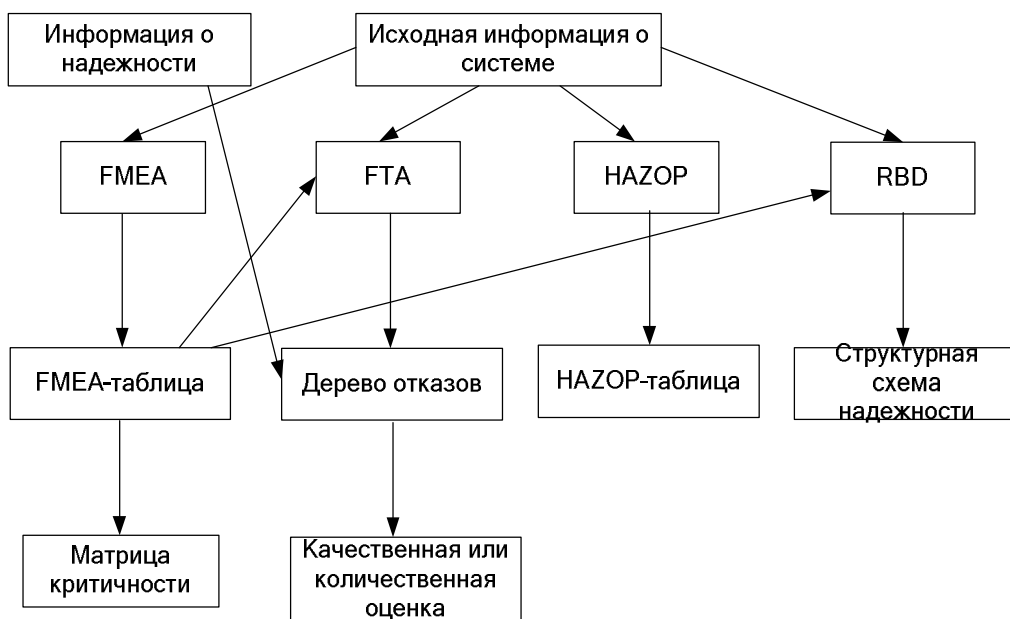 Информация о
надежности
Исходная информация о
системе
FMEA
FTA
HAZOP
RBD
FMEA-таблица
Дерево отказов
HAZOP-таблица
Структурная
схема
надежности
Матрица
критичности
Качественная или
количественная
оценка